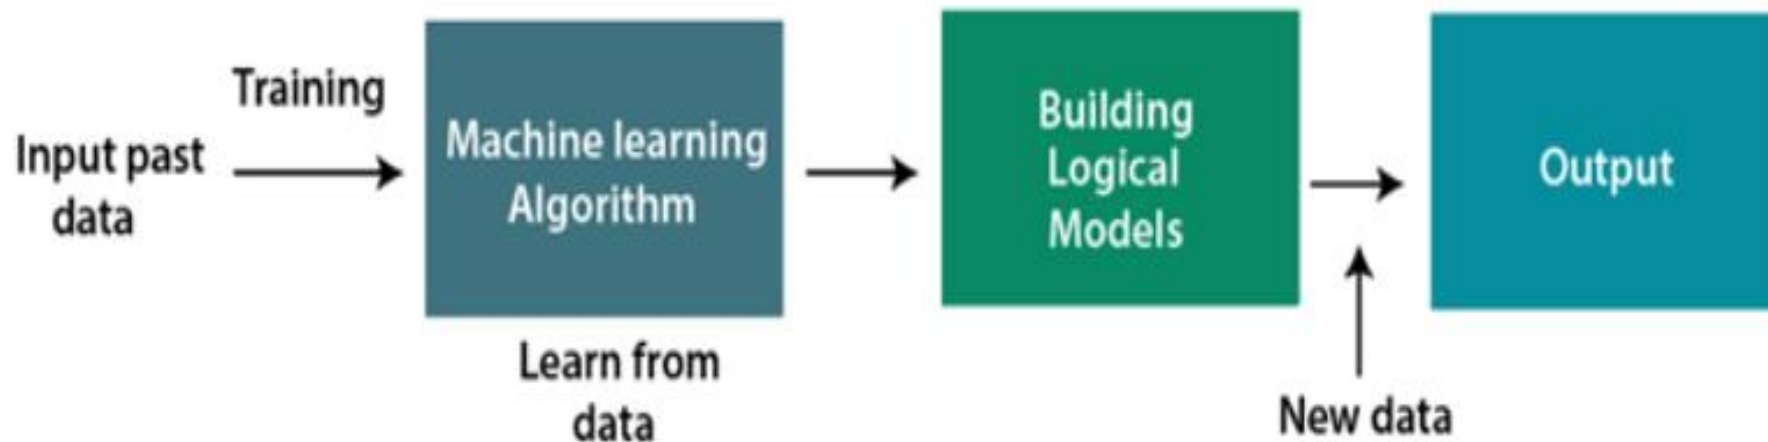 Training
Input past
data
Machine learning
Algorithm
Learn from
data
Building
Logical
Models
New data
Output